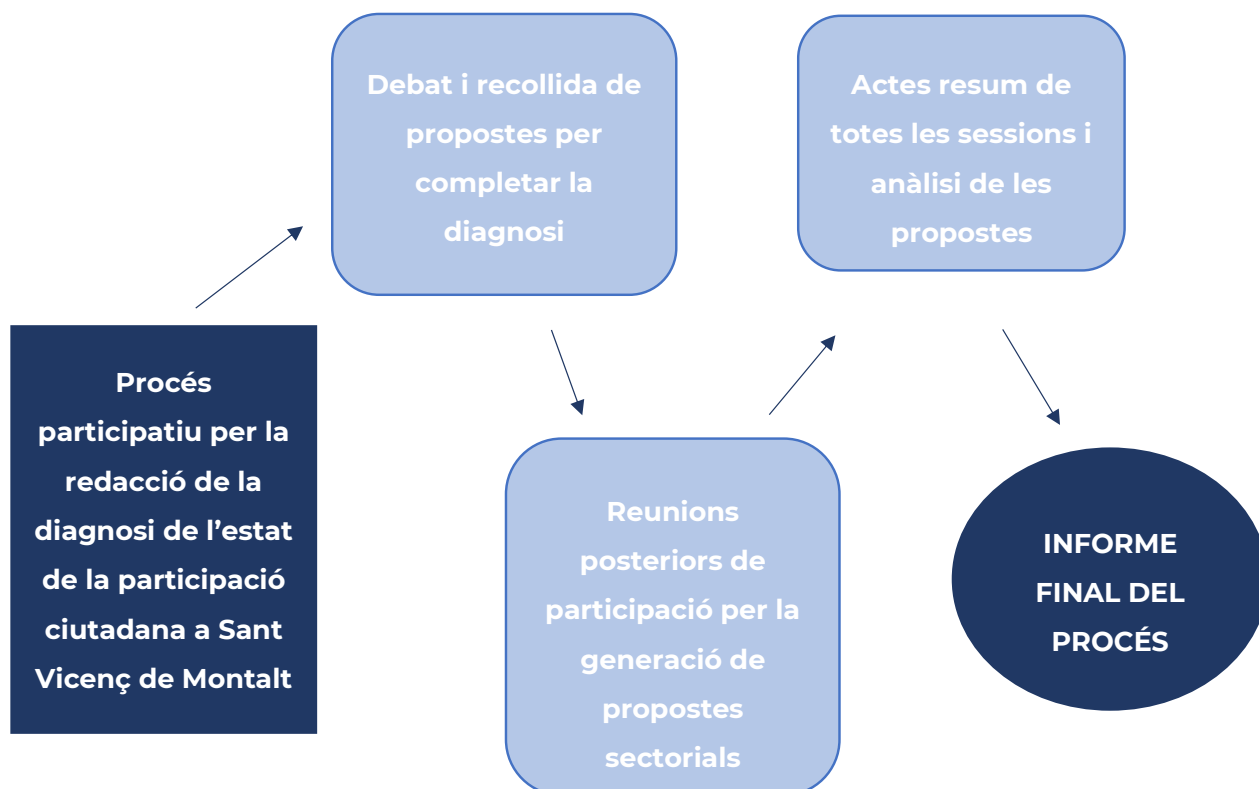 Procés
participatiu per la
redacció de la
diagnosi de l’estat
de la participació
ciutadana a Sant
Vicenç de Montalt
Debat i recollida de
propostes per
completar la
diagnosi
Reunions
posteriors de
participació per la
generació de
propostes
sectorials
Actes resum de
totes les sessions i
anàlisi de les
propostes
INFORME
FINAL DEL
PROCÉS